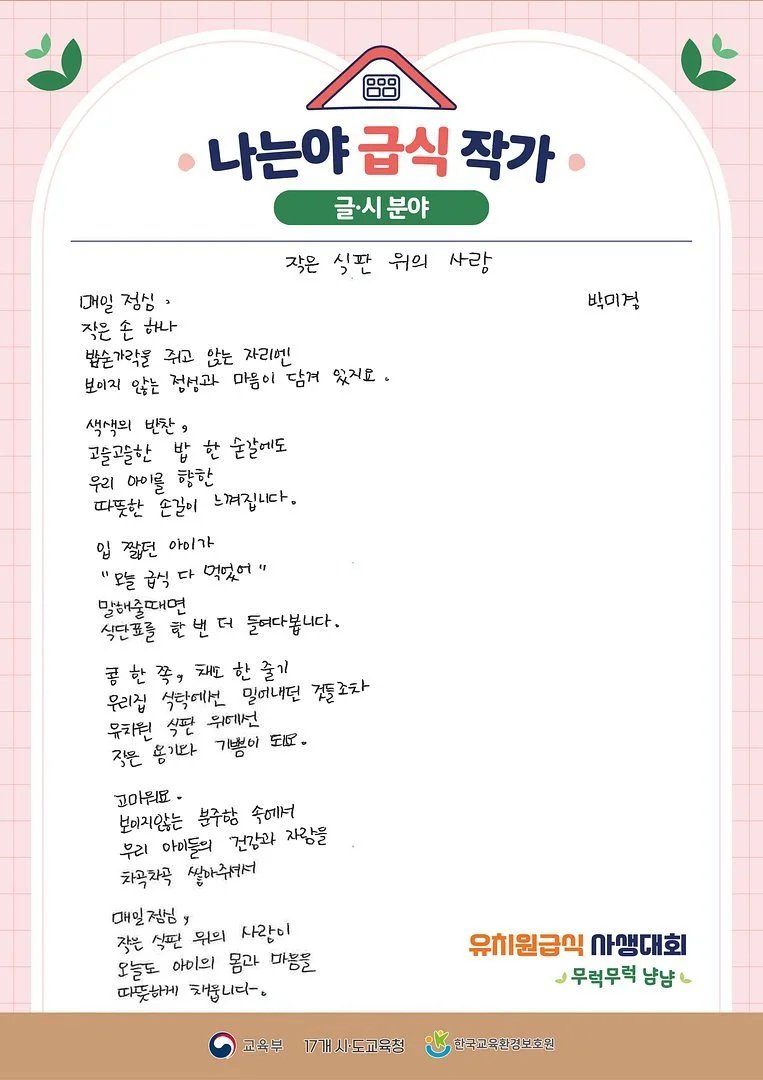 나는야 급식 작가
글·시 분야
작은 식판 위의 사랑
박미경
매일 점심,
작은 손 하나
밥숟가락을 쥐고 앉는 자리엔
보이지 않는 정성과 마음이 담겨 있지요.
색색의 반찬,
고슬고슬한 밥 한 숟갈에도
우리 아이를 향한
따뜻한 손길이 느껴집니다.
입 짧던 아이가
"오늘 급식 다 먹었어"
말해줄때면
식단표를 한 번 더 들여다봅니다.
콩 한 쪽, 채소 한 줄기
우리집 식탁에선 밀어내던 것들조차
유치원 식판 위에선
작은 용기와 기쁨이 되요.
고마워요.
보이지않는 분주함 속에서
우리 아이들의 건강과 자람을
차곡차곡 쌓아주셔서
매일점심,
작은 식판 위의 사랑이
오늘도 아이의 몸과 마음을
따뜻하게 채웁니다.
유치원급식 사생대회
무럭무럭 냠냠
교육부 17개 시·도교육청 한국교육환경보호원